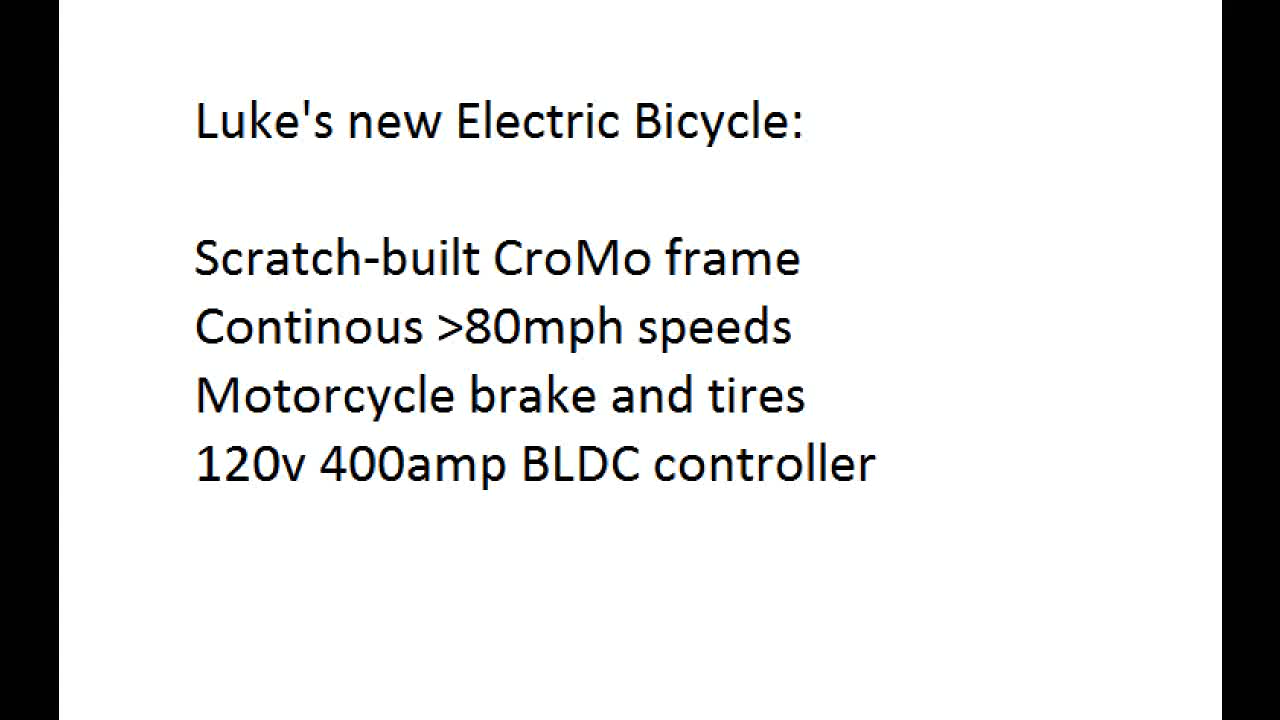 Luke's new Electric Bicycle:
Scratch-built CroMo frame
Continous >80mph speeds
Motorcycle brake and tires
120v 400amp BLDC controller